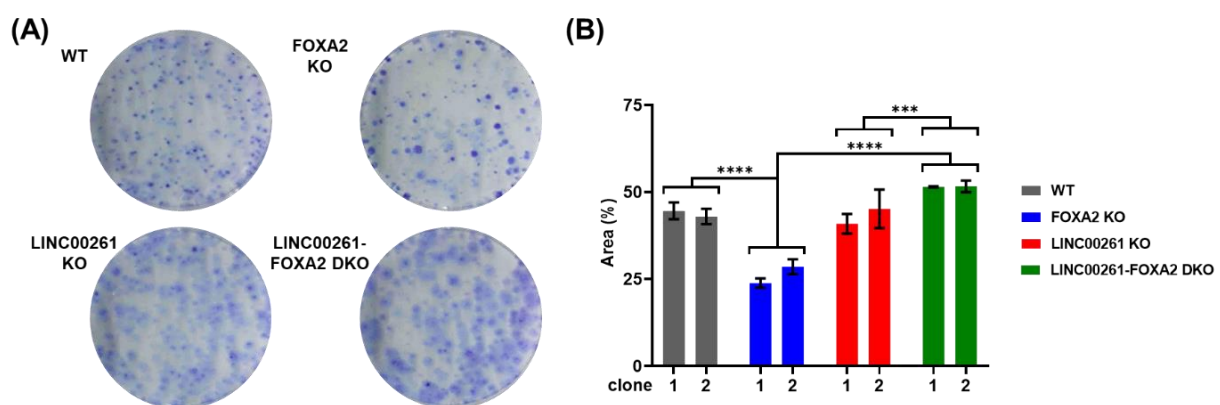 (A)
WT
FOXA2
KO
LINC00261
KO
LINC00261-
FOXA2 DKO
(B)
Area (%)
75
50
25
0
****
****
***
clone 1 2 1 2 1 2 1 2
WT
FOXA2 KO
LINC00261 KO
LINC00261-FOXA2 DKO